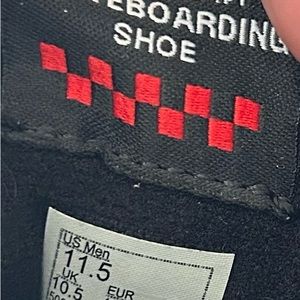 EBOARDING
SHOE
US Men
11.5
UK EUR
10.5